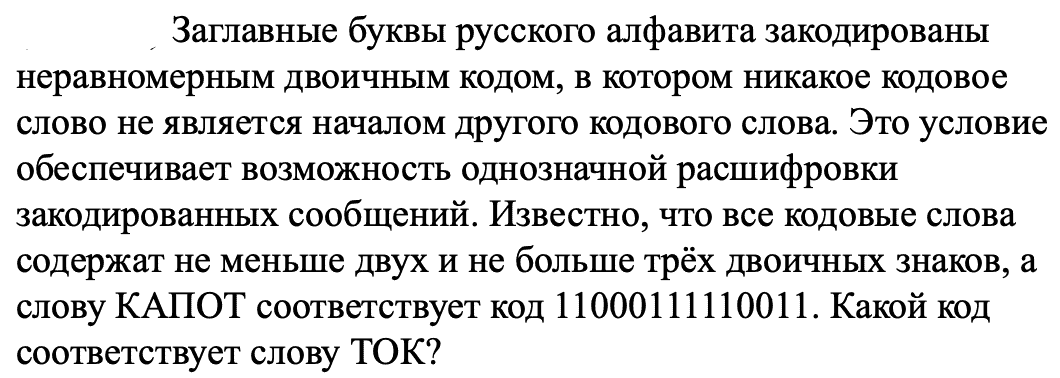 Заглавные буквы русского алфавита закодированы
неравномерным двоичным кодом, в котором никакое кодовое
слово не является началом другого кодового слова. Это условие
обеспечивает возможность однозначной расшифровки
закодированных сообщений. Известно, что все кодовые слова
содержат не меньше двух и не больше трёх двоичных знаков, а
слову КАПОТ соответствует код 11000111110011. Какой код
соответствует слову ТОК?